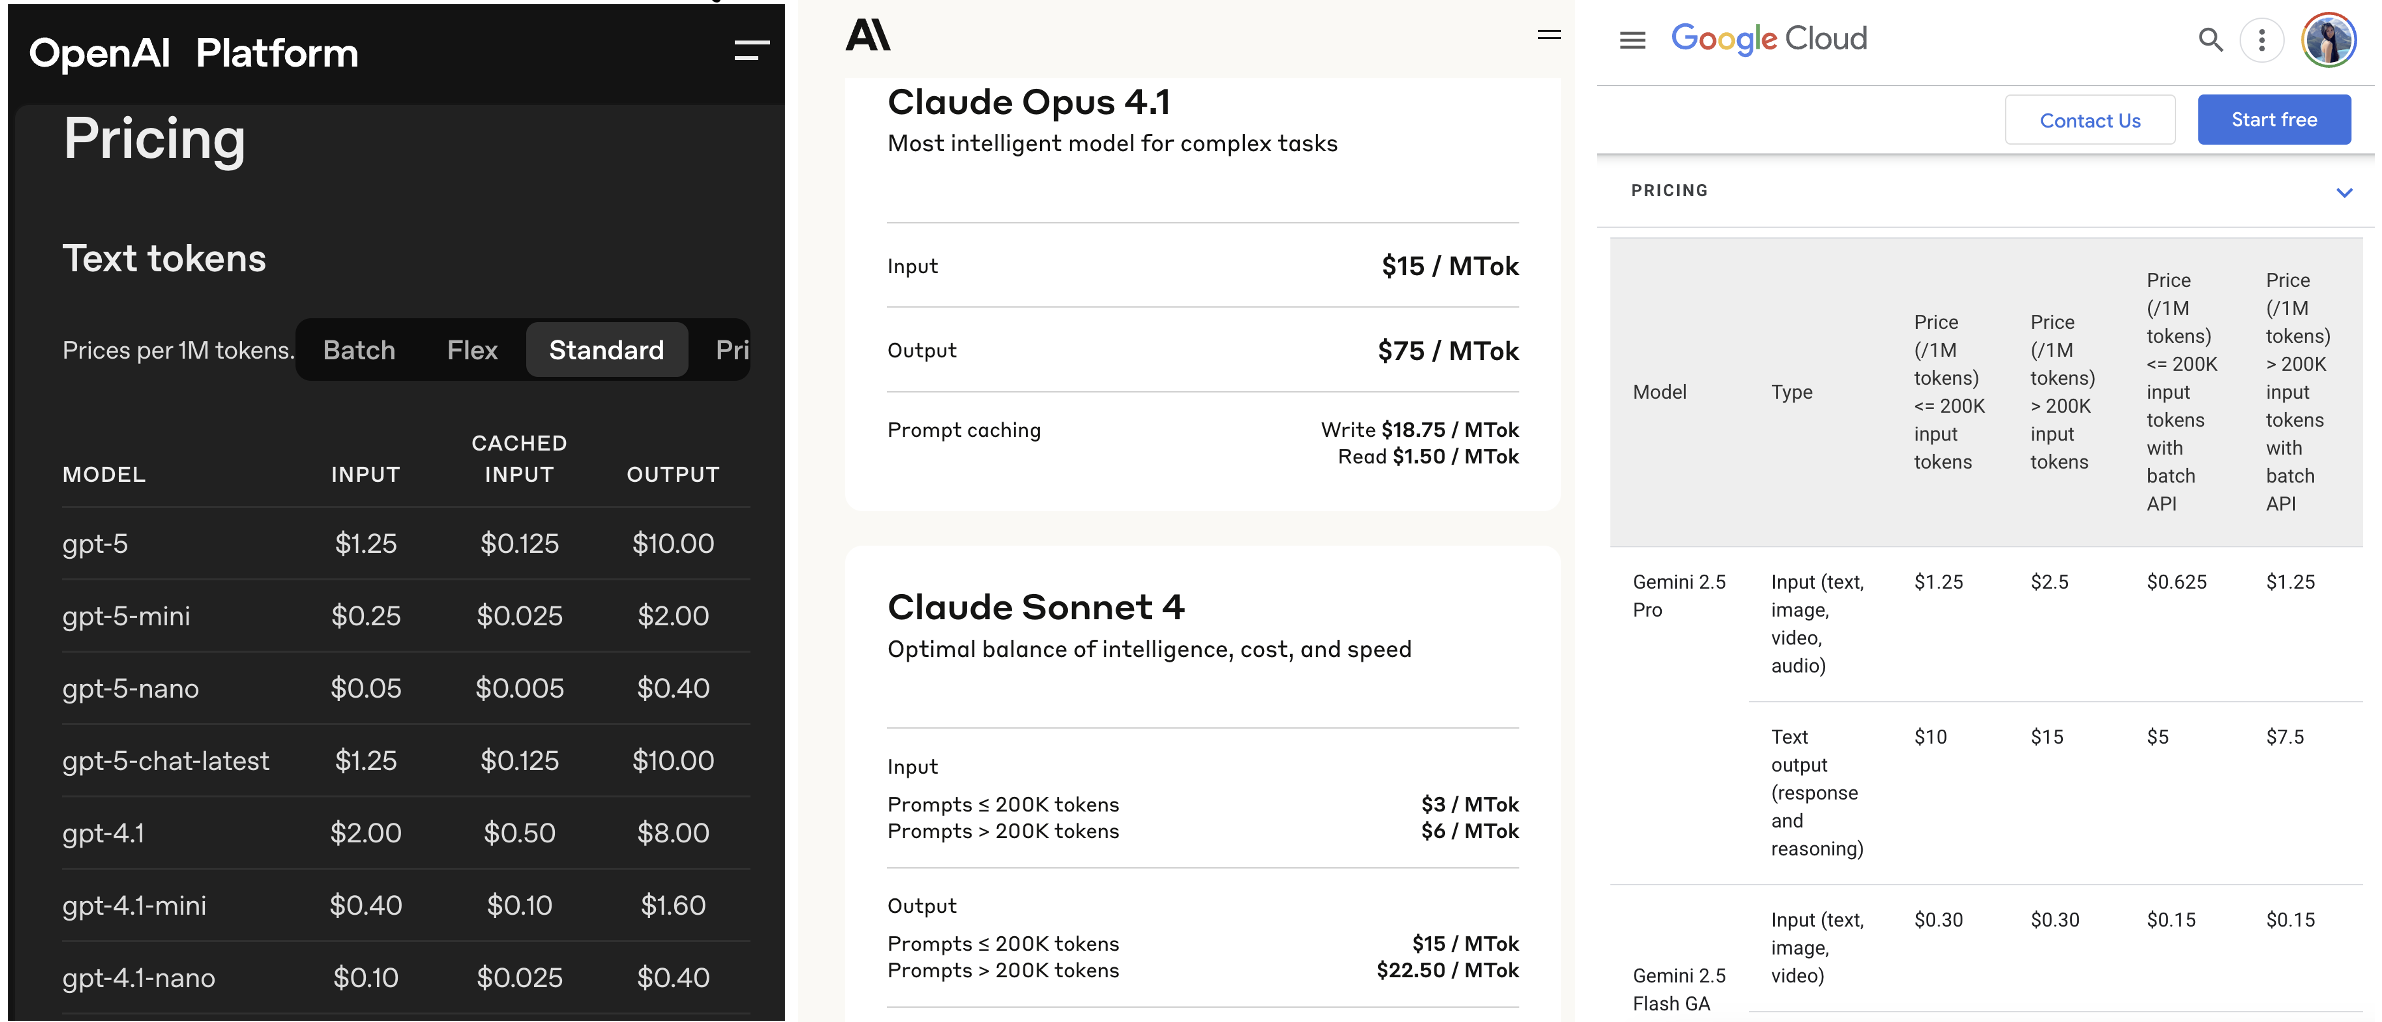 OpenAI Platform
Pricing
Text tokens
Prices per 1M tokens.
Batch Flex Standard Pri
MODEL INPUT CACHED INPUT OUTPUT
gpt-5 $1.25 $0.125 $10.00
gpt-5-mini $0.25 $0.025 $2.00
gpt-5-nano $0.05 $0.005 $0.40
gpt-5-chat-latest $1.25 $0.125 $10.00
gpt-4.1 $2.00 $0.50 $8.00
gpt-4.1-mini $0.40 $0.10 $1.60
gpt-4.1-nano $0.10 $0.025 $0.40
Claude Opus 4.1
Most intelligent model for complex tasks
Input $15 / MTok
Output $75 / MTok
Prompt caching Write $18.75 / MTok
Read $1.50 / MTok
Claude Sonnet 4
Optimal balance of intelligence, cost, and speed
Input
Prompts ≤ 200K tokens $3 / MTok
Prompts > 200K tokens $6 / MTok
Output
Prompts ≤ 200K tokens $15 / MTok
Prompts > 200K tokens $22.50 / MTok
Google Cloud
Contact Us
Start free
PRICING
Model
Type
Price
(/1M
tokens)
<= 200K
input
tokens
Price
(/1M
tokens)
> 200K
input
tokens
Price
(/1M
tokens)
<= 200K
input
tokens
with
batch
API
Price
(/1M
tokens)
> 200K
input
tokens
with
batch
API
Gemini 2.5
Pro
Input (text,
image,
video,
audio)
$1.25 $2.5 $0.625 $1.25
Text
output
(response
and
reasoning)
$10 $15 $5 $7.5
Gemini 2.5
Flash GA
Input (text,
image,
video)
$0.30 $0.30 $0.15 $0.15